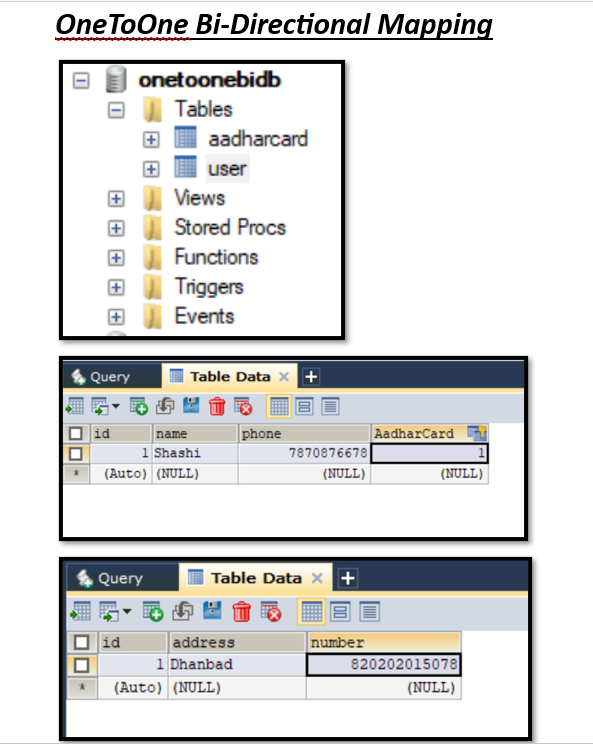 OneToOne Bi-Directional Mapping
onetoonebidb
Tables
aadharcard
user
Views
Stored Procs
Functions
Triggers
Events
Query Table Data × +
id name phone AadharCard
1 Shashi 7870876678 1
* (Auto) (NULL) (NULL) (NULL)
Query Table Data × +
id address number
1 Dhanbad 820202015078
* (Auto) (NULL) (NULL)